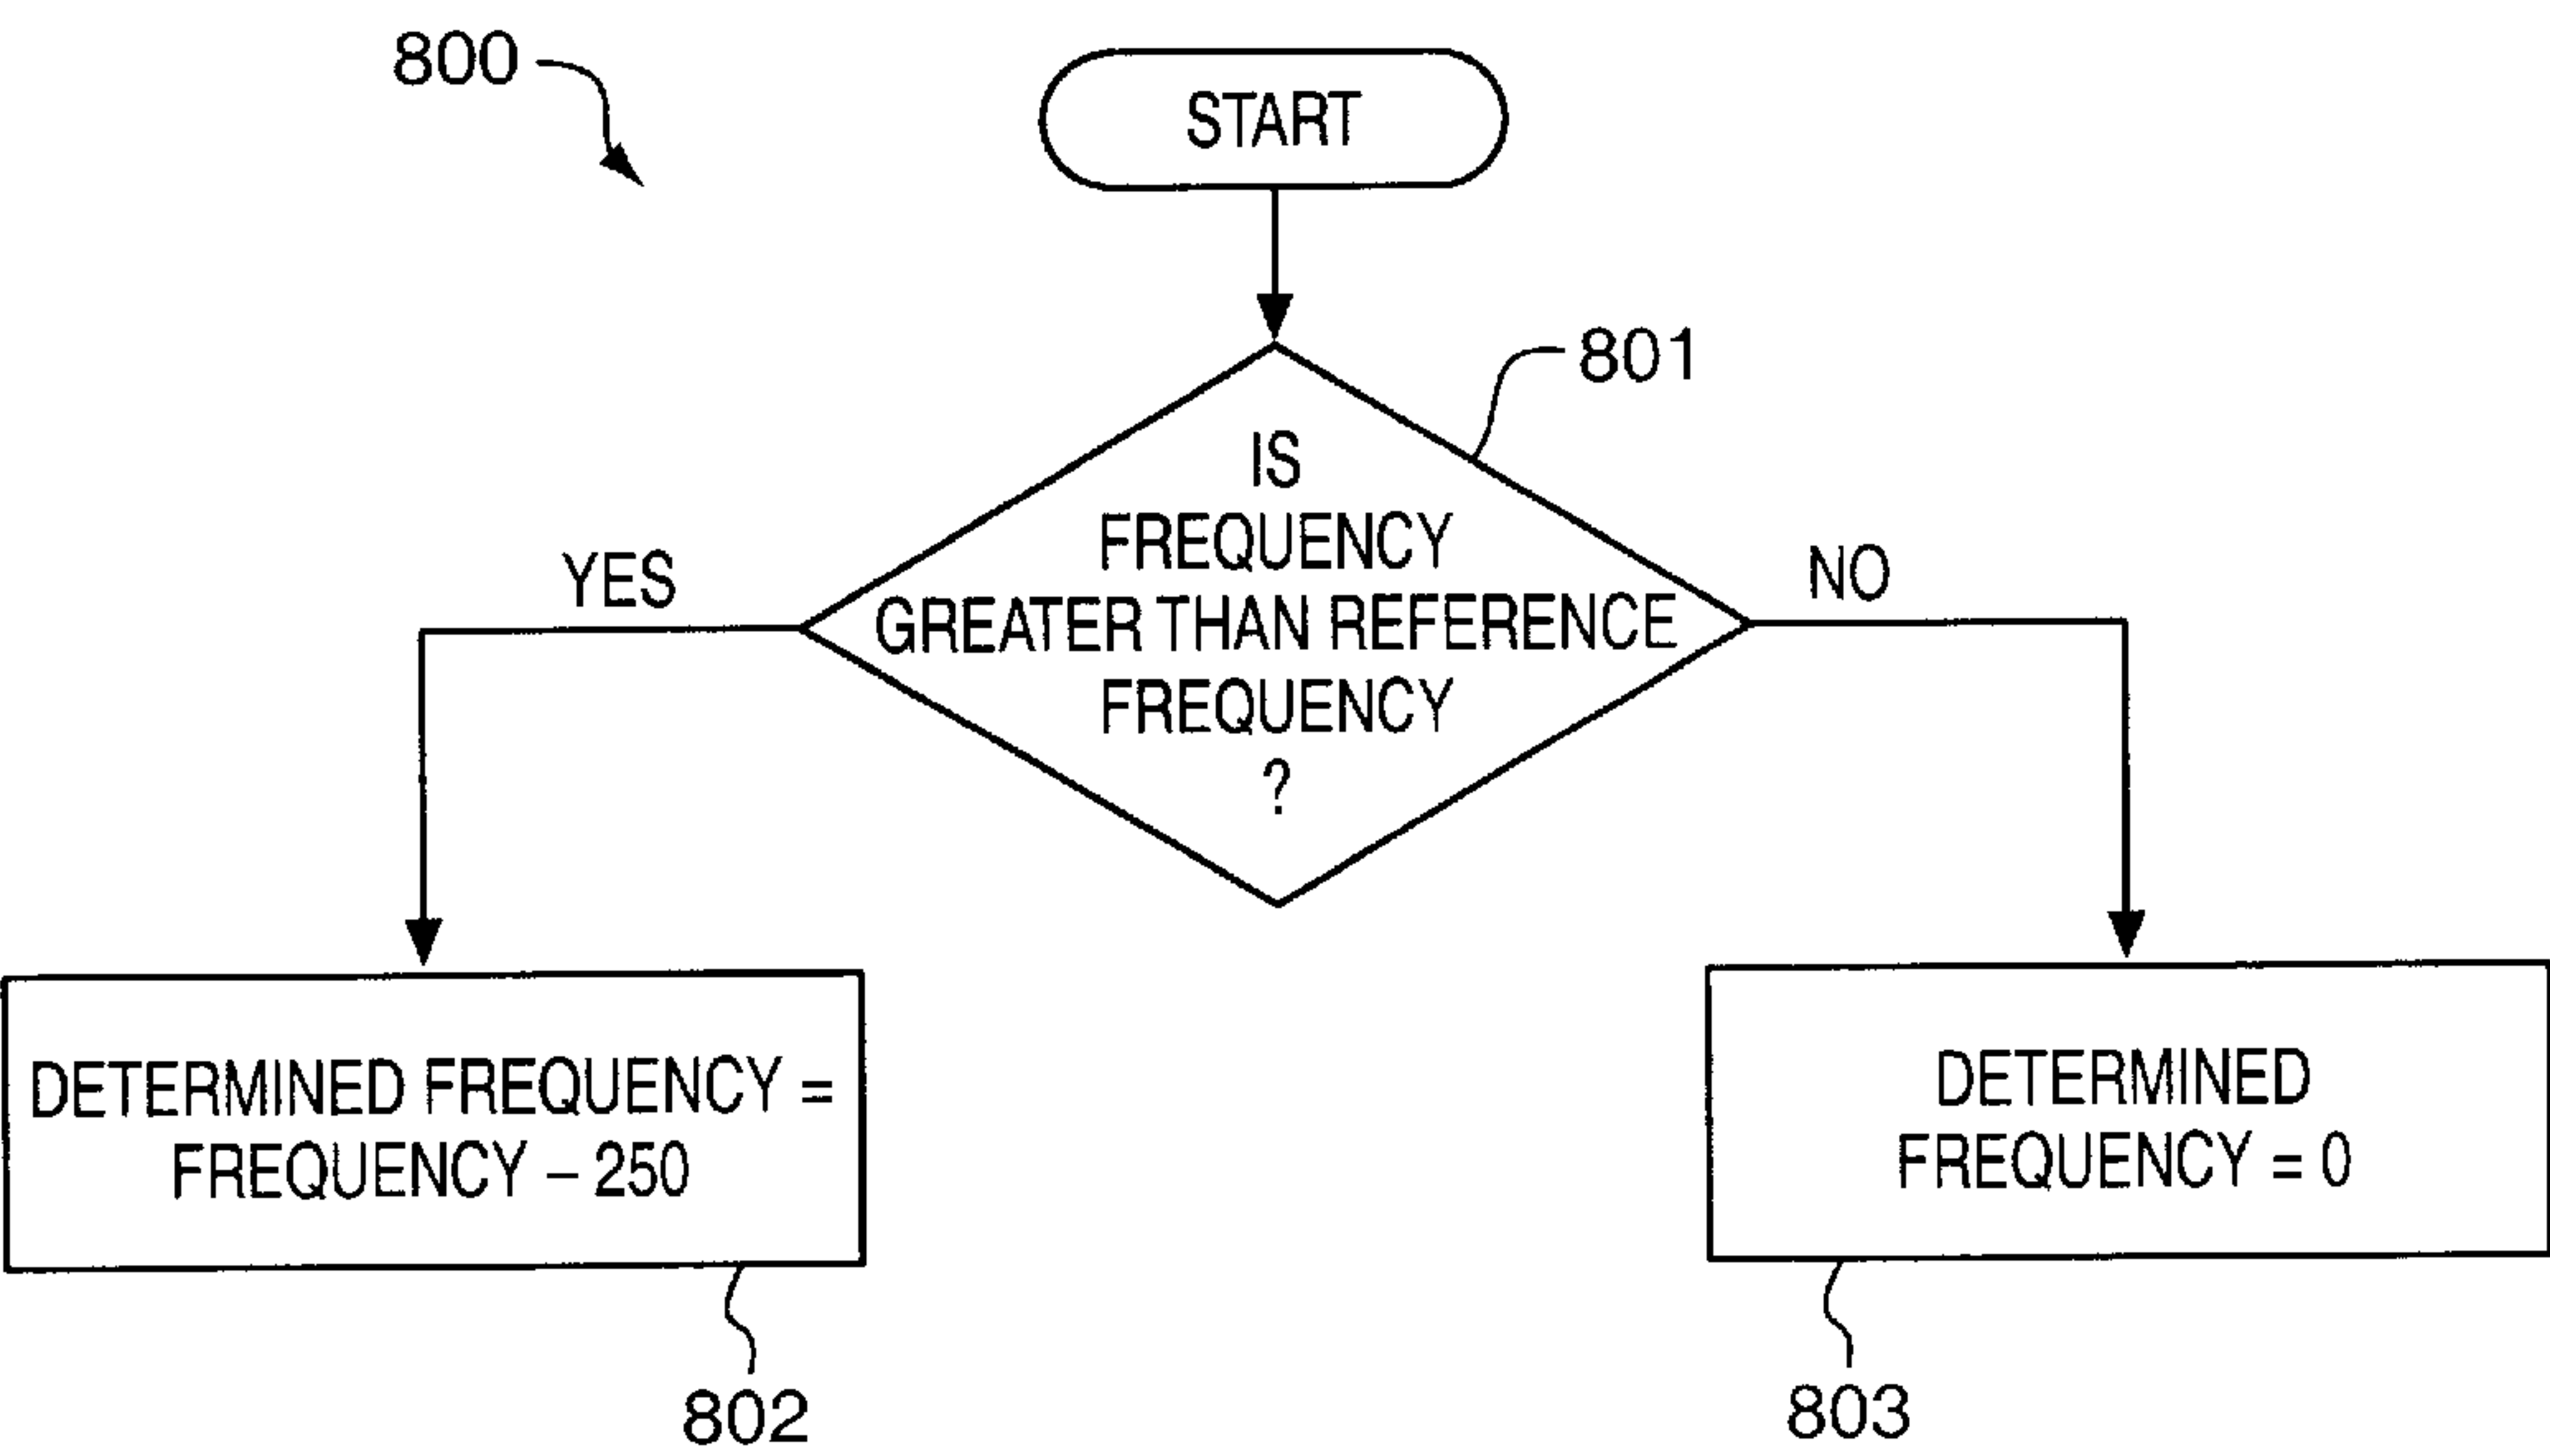 800
START
801
IS
FREQUENCY
GREATER THAN REFERENCE
FREQUENCY
?
YES
NO
DETERMINED FREQUENCY =
FREQUENCY – 250
DETERMINED
FREQUENCY = 0
802
803